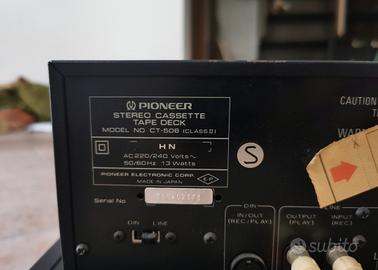 PIONEER
STEREO CASSETTE
TAPE DECK
MODEL NO CT-506 (CLASS II)
HN
AC220/240 Volts~
50/60Hz 13 Watts
PIONEER ELECTRONIC CORP.
MADE IN JAPAN
Serial No
DIN LINE
S
CAUTION
DIN
IN/OUT
(REC/PLAY)
LINE
OUTPUT
(PLAY)
INPUT
(REC)
subito